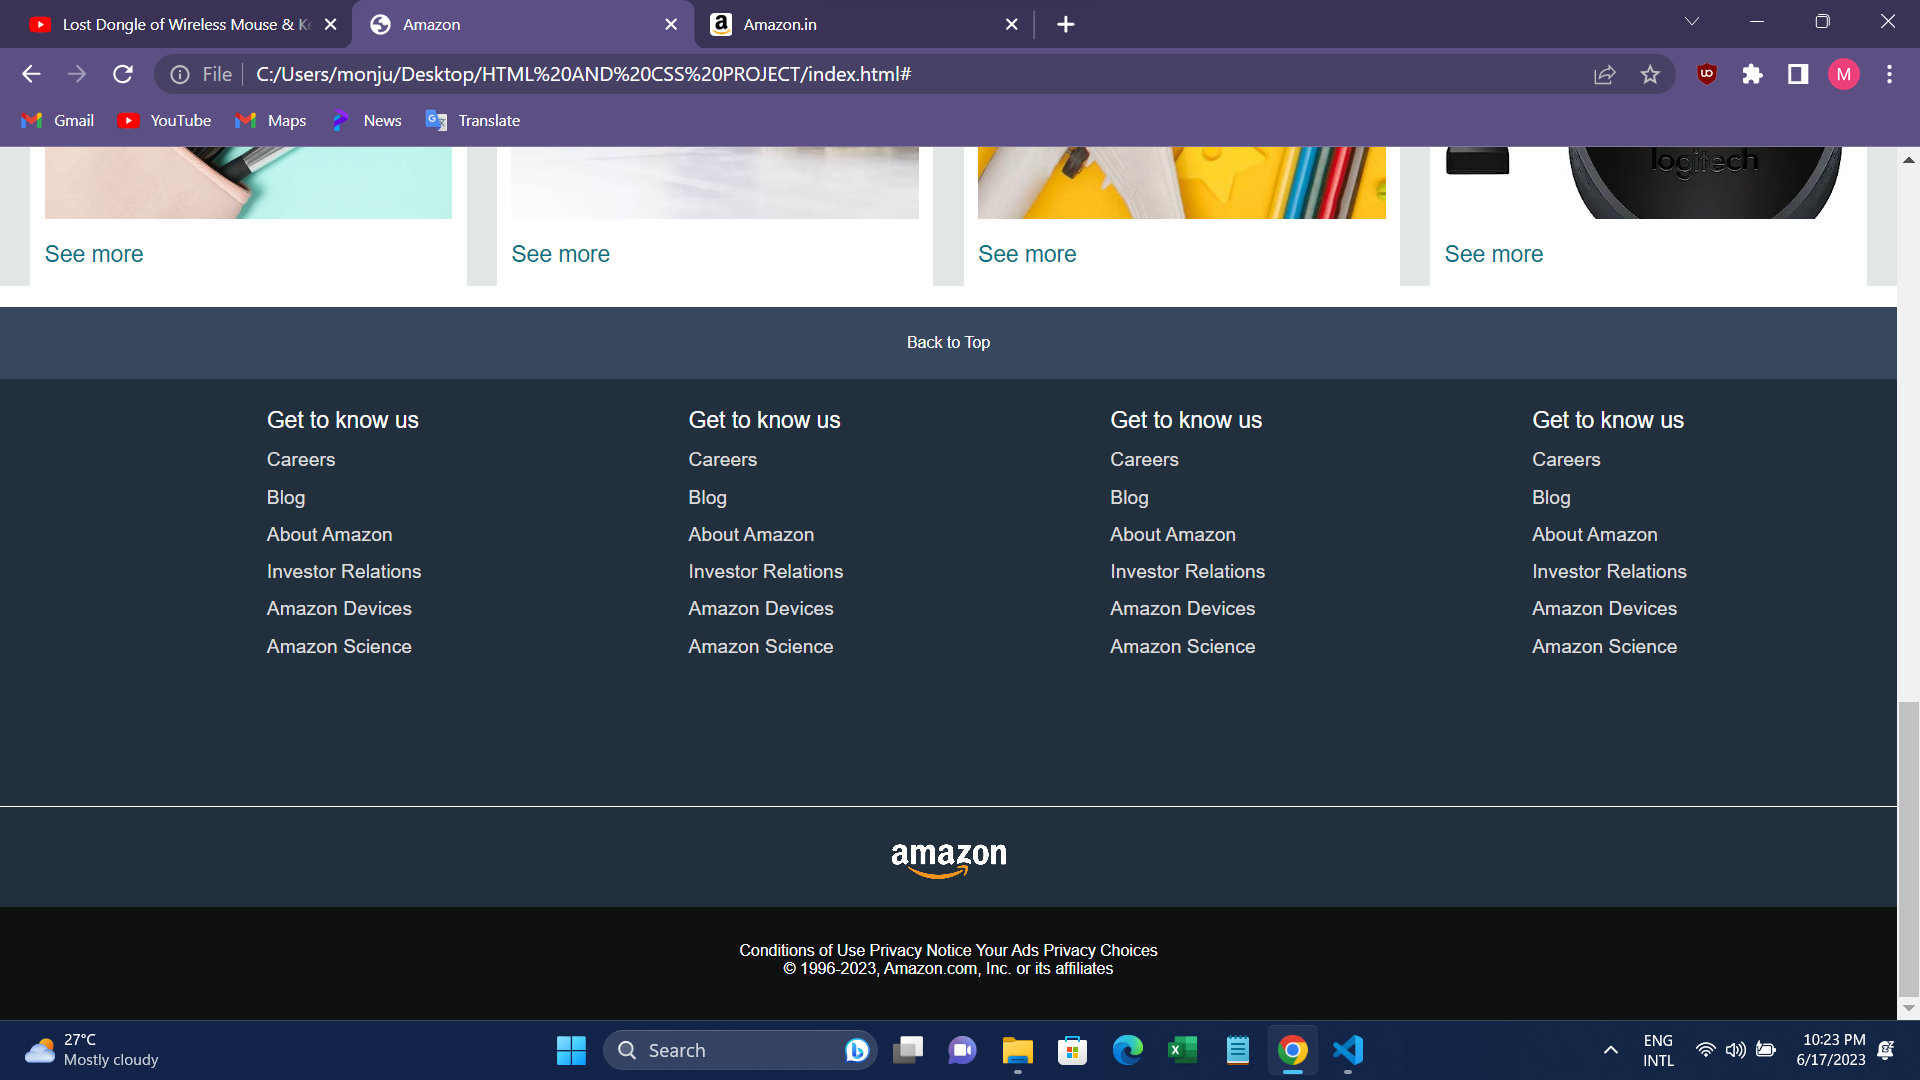 Lost Dongle of Wireless Mouse & Ke
Amazon
Amazon.in
File
C:/Users/monju/Desktop/HTML%20AND%20CSS%20PROJECT/index.html#
M
Gmail
YouTube
Maps
News
Translate
logitech
See more
See more
See more
See more
Back to Top
Get to know us
Careers
Blog
About Amazon
Investor Relations
Amazon Devices
Amazon Science
Get to know us
Careers
Blog
About Amazon
Investor Relations
Amazon Devices
Amazon Science
Get to know us
Careers
Blog
About Amazon
Investor Relations
Amazon Devices
Amazon Science
Get to know us
Careers
Blog
About Amazon
Investor Relations
Amazon Devices
Amazon Science
amazon
Conditions of Use Privacy Notice Your Ads Privacy Choices
© 1996-2023, Amazon.com, Inc. or its affiliates
27°C
Mostly cloudy
Search
ENG
INTL
10:23 PM
6/17/2023